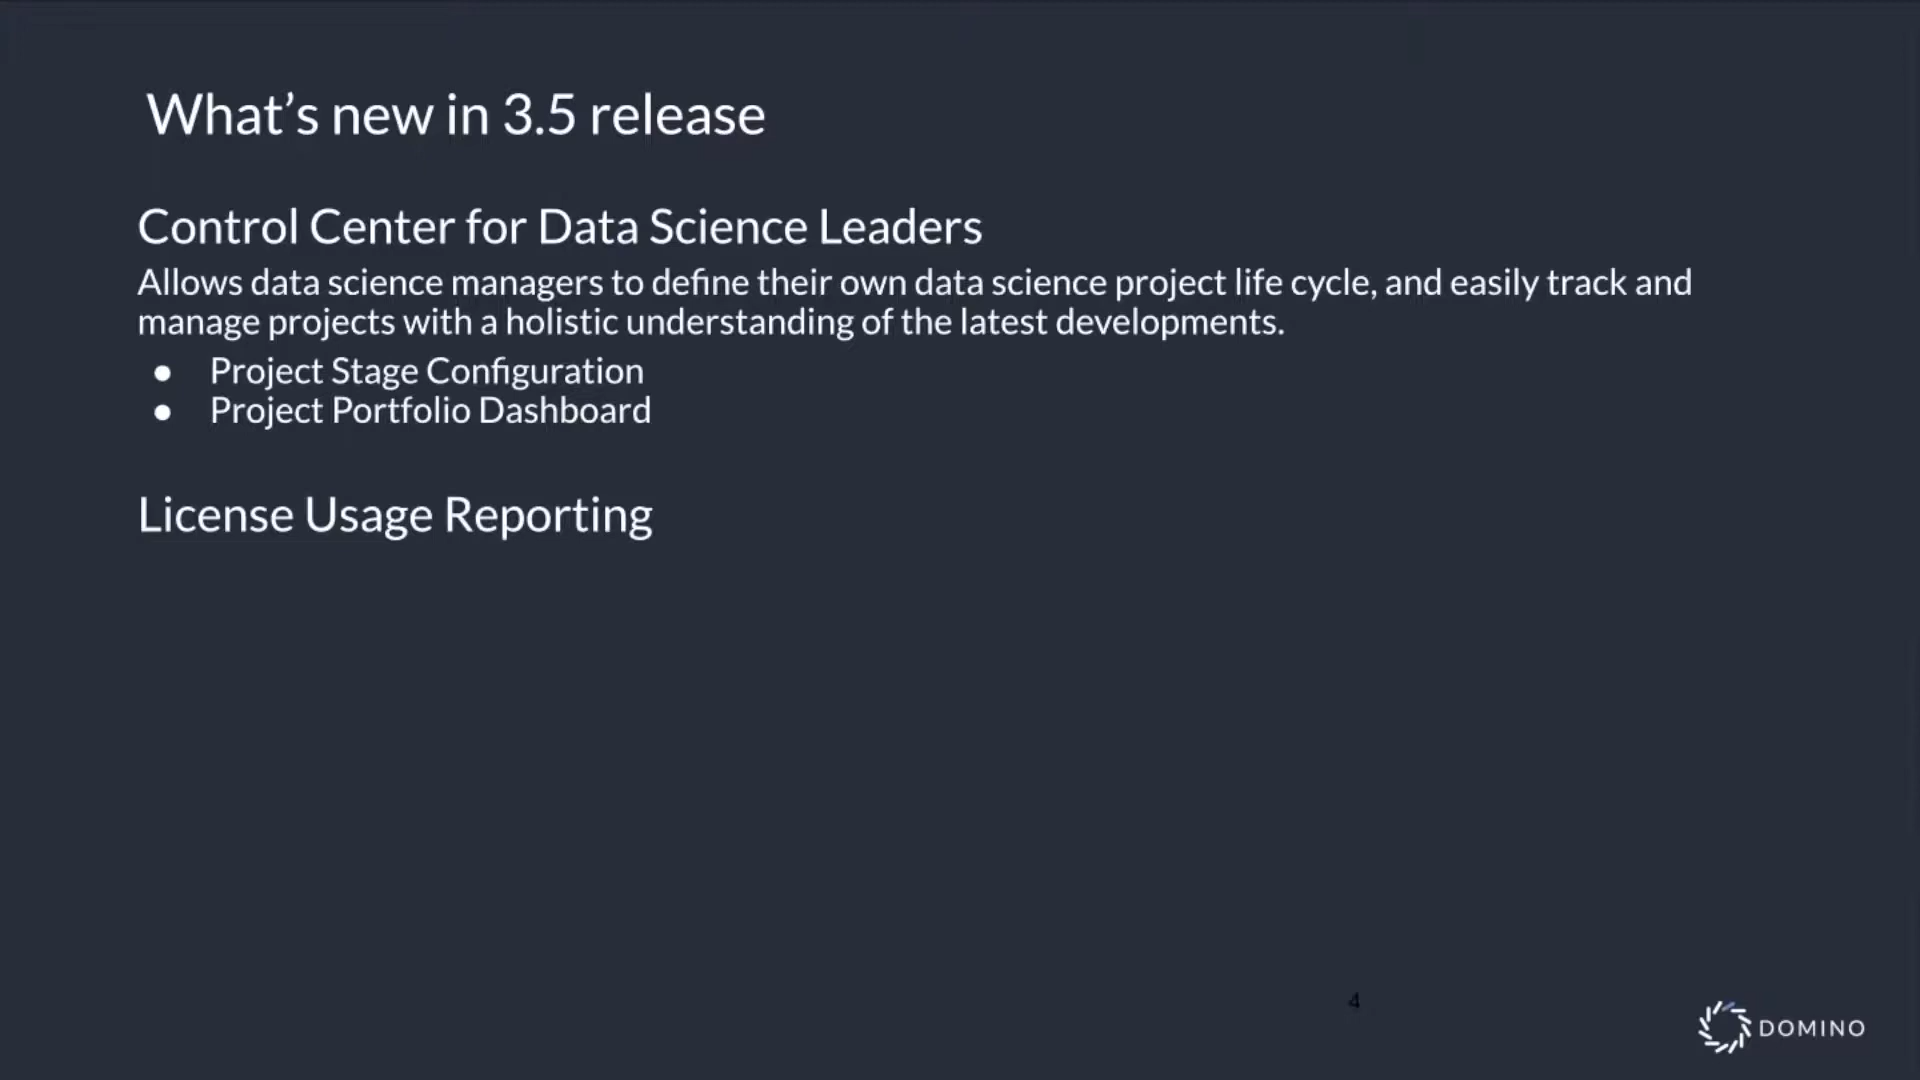 What’s new in 3.5 release
Control Center for Data Science Leaders
Allows data science managers to define their own data science project life cycle, and easily track and
manage projects with a holistic understanding of the latest developments.
● Project Stage Configuration
● Project Portfolio Dashboard
License Usage Reporting
4
DOMINO